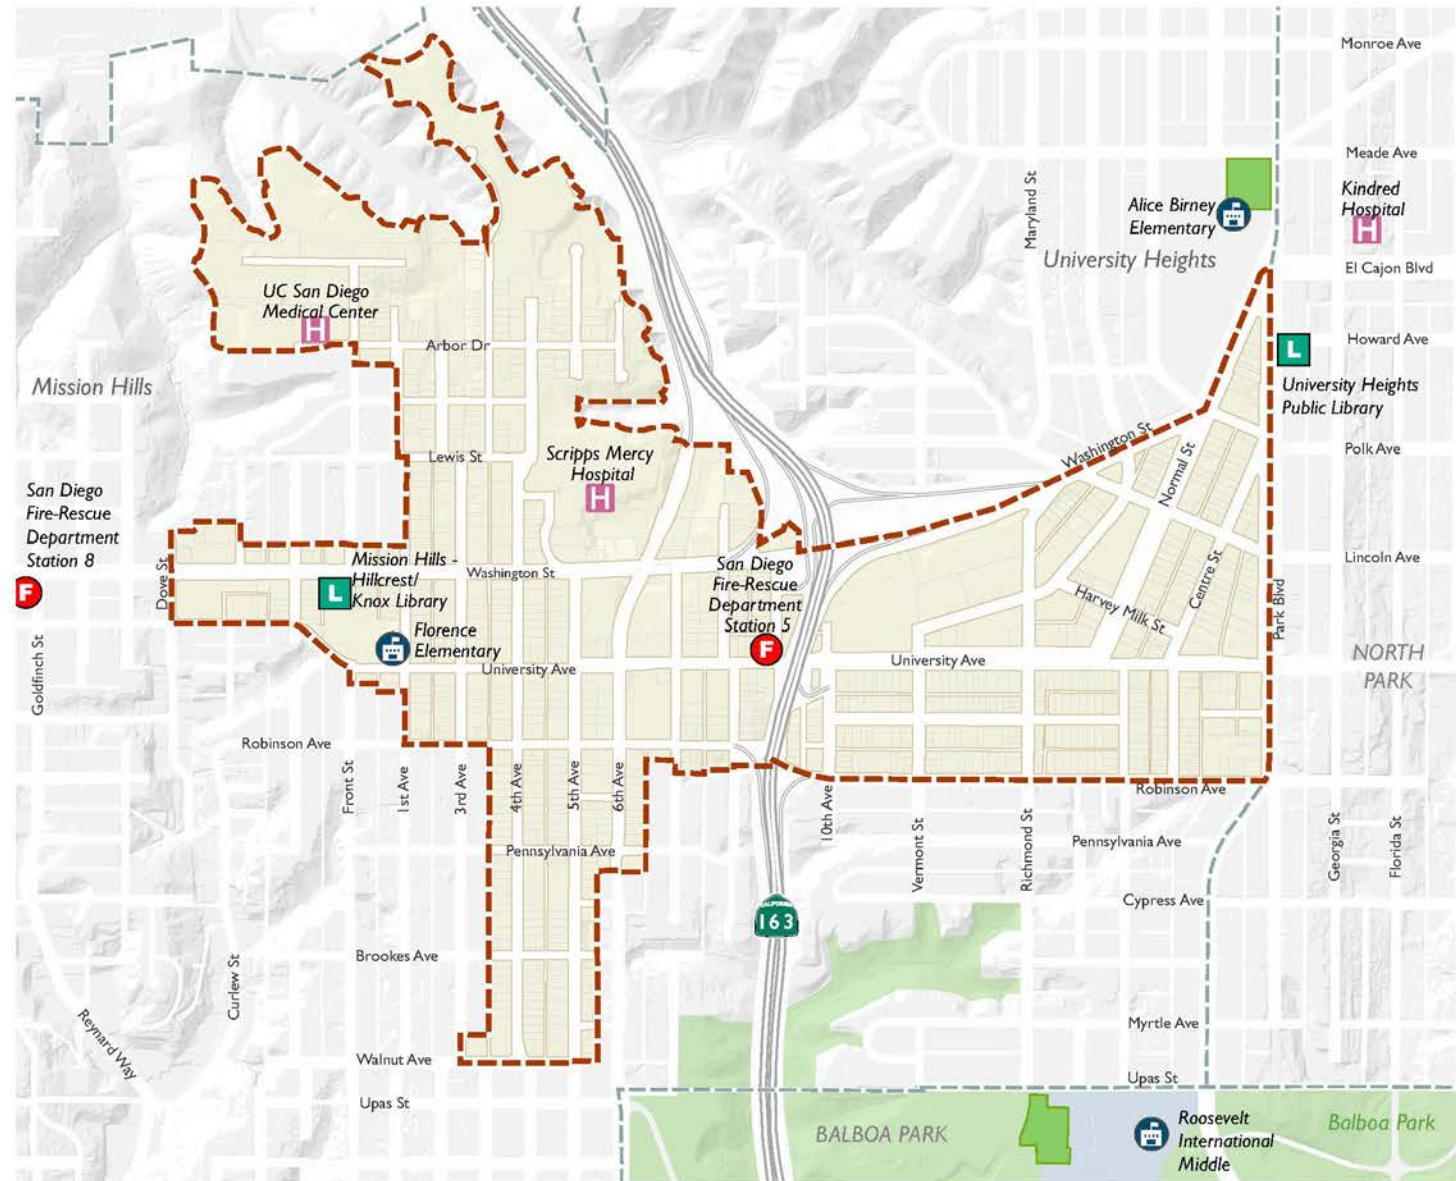 Monroe Ave
Meade Ave
Maryland St
Alice Birney
Elementary
Kindred
Hospital
H
University Heights
El Cajon Blvd
UC San Diego
Medical Center
H
Arbor Dr
Howard Ave
L
University Heights
Public Library
Mission Hills
Washington St
Normal St
Polk Ave
Lewis St
Scripps Mercy
Hospital
H
San Diego
Fire-Rescue
Department
Station 8
F
Dove St
Mission Hills -
Hillcrest/
Knox Library
L
Washington St
San Diego
Fire-Rescue
Department
Station 5
F
Lincoln Ave
Centre St
Harvey Milk St
Park Blvd
Florence
Elementary
University Ave
University Ave
NORTH
PARK
Goldfinch St
Robinson Ave
Front St
1st Ave
3rd Ave
4th Ave
5th Ave
6th Ave
10th Ave
Robinson Ave
Vermont St
Richmond St
Pennsylvania Ave
Georgia St
Florida St
Pennsylvania Ave
CALIFORNIA
163
Cypress Ave
Brookes Ave
Curlew St
Reynard Way
Myrtle Ave
Walnut Ave
Upas St
Upas St
BALBOA PARK
Roosevelt
International
Middle
Balboa Park